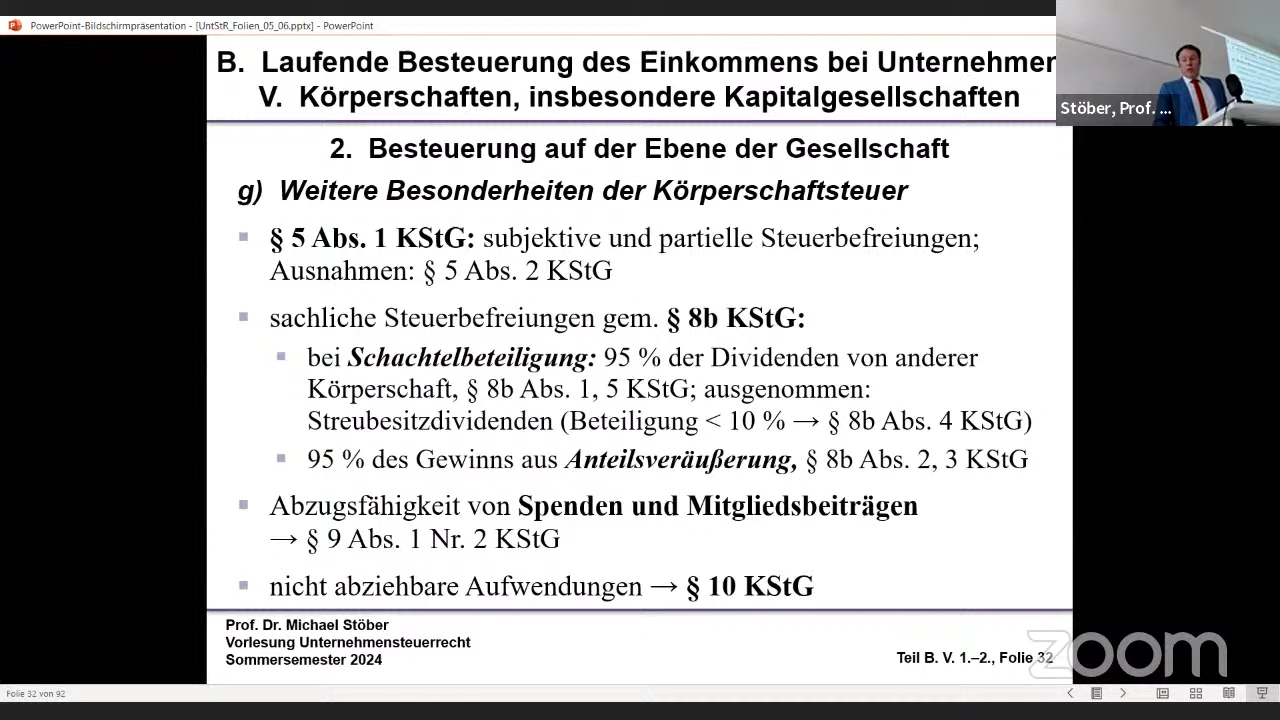 PowerPoint-Bildschirmpräsentation - [UntStR_Folien_05_06.pptx] - PowerPoint
B. Laufende Besteuerung des Einkommens bei Unternehmen
V. Körperschaften, insbesondere Kapitalgesellschaften
Stöber, Prof. ...
2. Besteuerung auf der Ebene der Gesellschaft
g) Weitere Besonderheiten der Körperschaftsteuer
§ 5 Abs. 1 KStG: subjektive und partielle Steuerbefreiungen;
Ausnahmen: § 5 Abs. 2 KStG
sachliche Steuerbefreiungen gem. § 8b KStG:
bei Schachtelbeteiligung: 95 % der Dividenden von anderer
Körperschaft, § 8b Abs. 1, 5 KStG; ausgenommen:
Streubesitzdividenden (Beteiligung < 10 % → § 8b Abs. 4 KStG)
95 % des Gewinns aus Anteilsveräußerung, § 8b Abs. 2, 3 KStG
Abzugsfähigkeit von Spenden und Mitgliedsbeiträgen
→ § 9 Abs. 1 Nr. 2 KStG
nicht abziehbare Aufwendungen → § 10 KStG
Prof. Dr. Michael Stöber
Vorlesung Unternehmensteuerrecht
Sommersemester 2024
Teil B. V. 1.–2., Folie 32
zoom
Folie 32 von 92